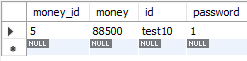 money_id money id password
5 88500 test10 1
NULL NULL NULL NULL